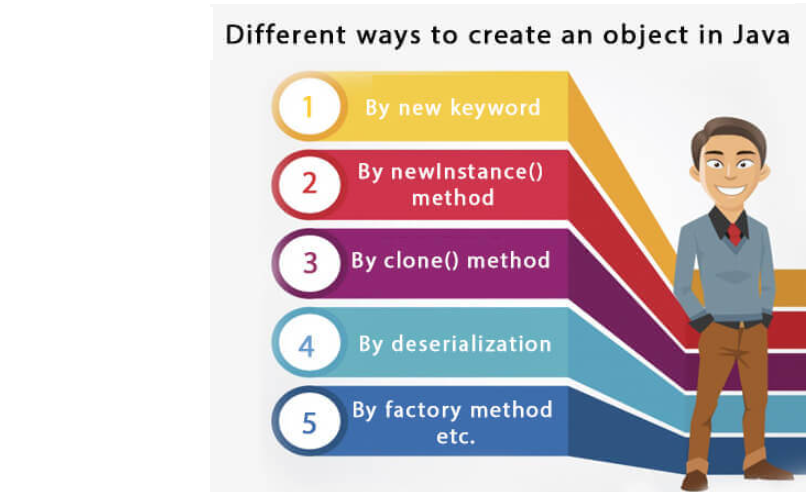 Different ways to create an object in Java
1
By new keyword
2
By newInstance()
method
3
By clone() method
4
By deserialization
5
By factory method
etc.